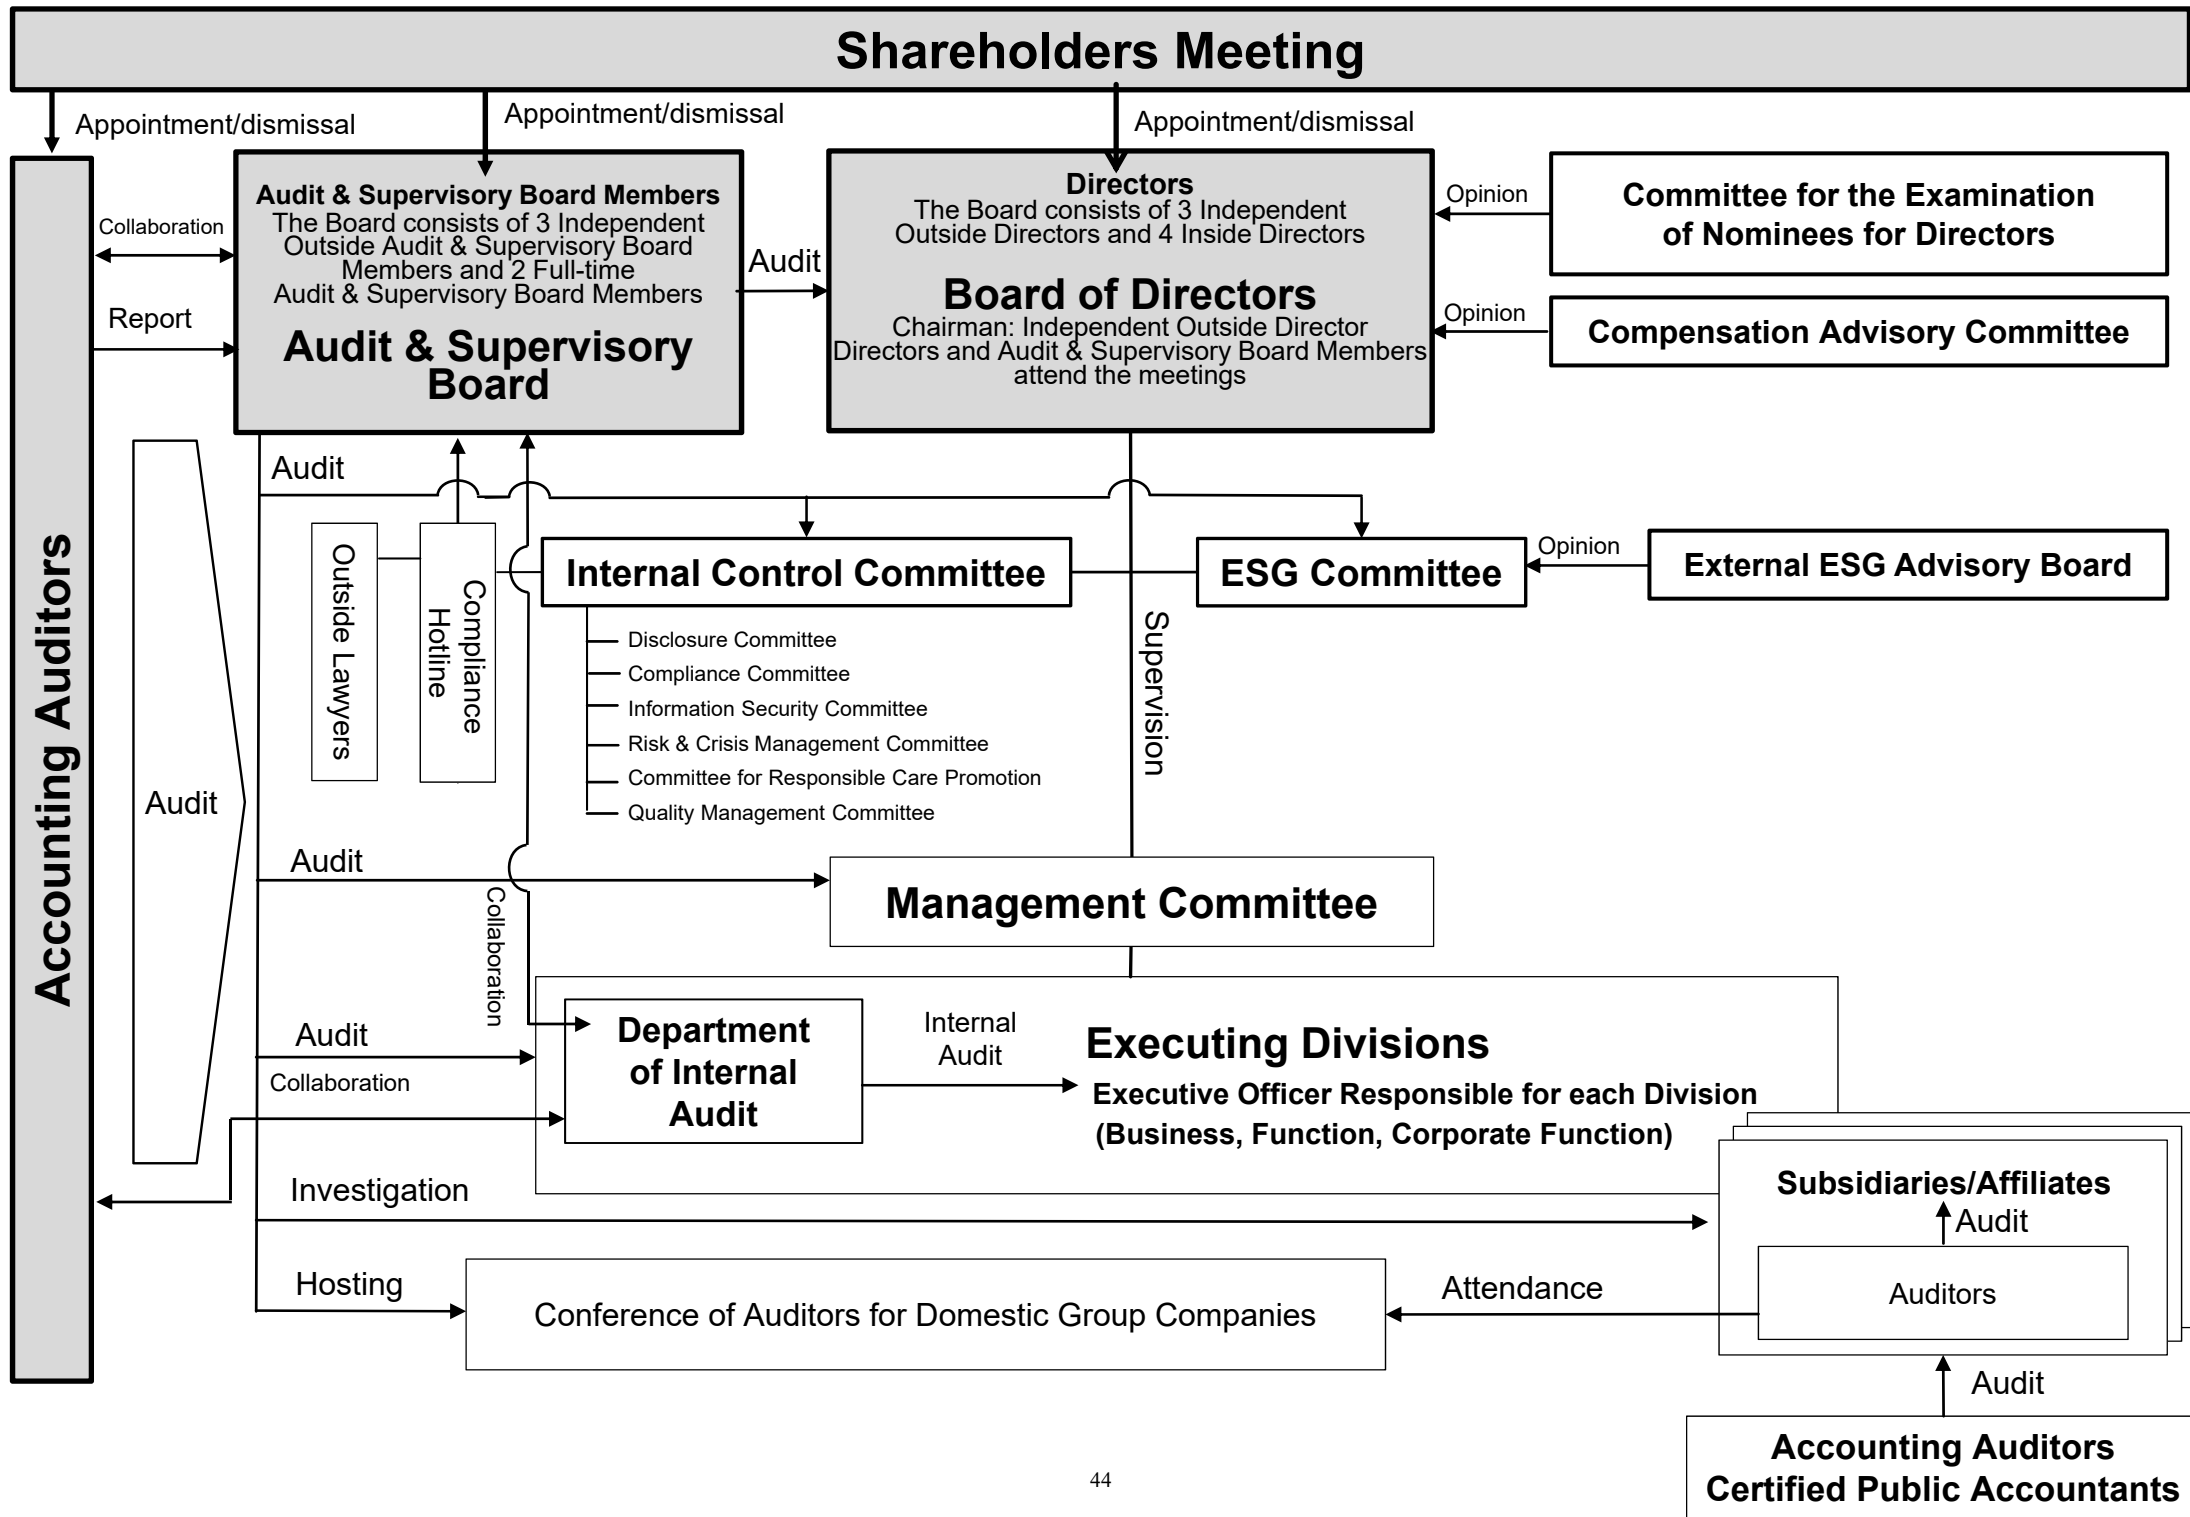 Shareholders Meeting
Appointment/dismissal
Appointment/dismissal
Appointment/dismissal
Accounting Auditors
Collaboration
Report
Audit & Supervisory Board Members
The Board consists of 3 Independent
Outside Audit & Supervisory Board
Members and 2 Full-time
Audit & Supervisory Board Members
Audit & Supervisory
Board
Audit
Directors
The Board consists of 3 Independent
Outside Directors and 4 Inside Directors
Board of Directors
Chairman: Independent Outside Director
Directors and Audit & Supervisory Board Members
attend the meetings
Opinion
Committee for the Examination
of Nominees for Directors
Opinion
Compensation Advisory Committee
Audit
Audit
Outside Lawyers
Compliance
Hotline
Internal Control Committee
ESG Committee
Opinion
External ESG Advisory Board
Disclosure Committee
Compliance Committee
Information Security Committee
Risk & Crisis Management Committee
Committee for Responsible Care Promotion
Quality Management Committee
Supervision
Audit
Management Committee
Collaboration
Audit
Collaboration
Department
of Internal
Audit
Internal
Audit
Executing Divisions
Executive Officer Responsible for each Division
(Business, Function, Corporate Function)
Investigation
Subsidiaries/Affiliates
Audit
Auditors
Hosting
Conference of Auditors for Domestic Group Companies
Attendance
Audit
Accounting Auditors
Certified Public Accountants
44